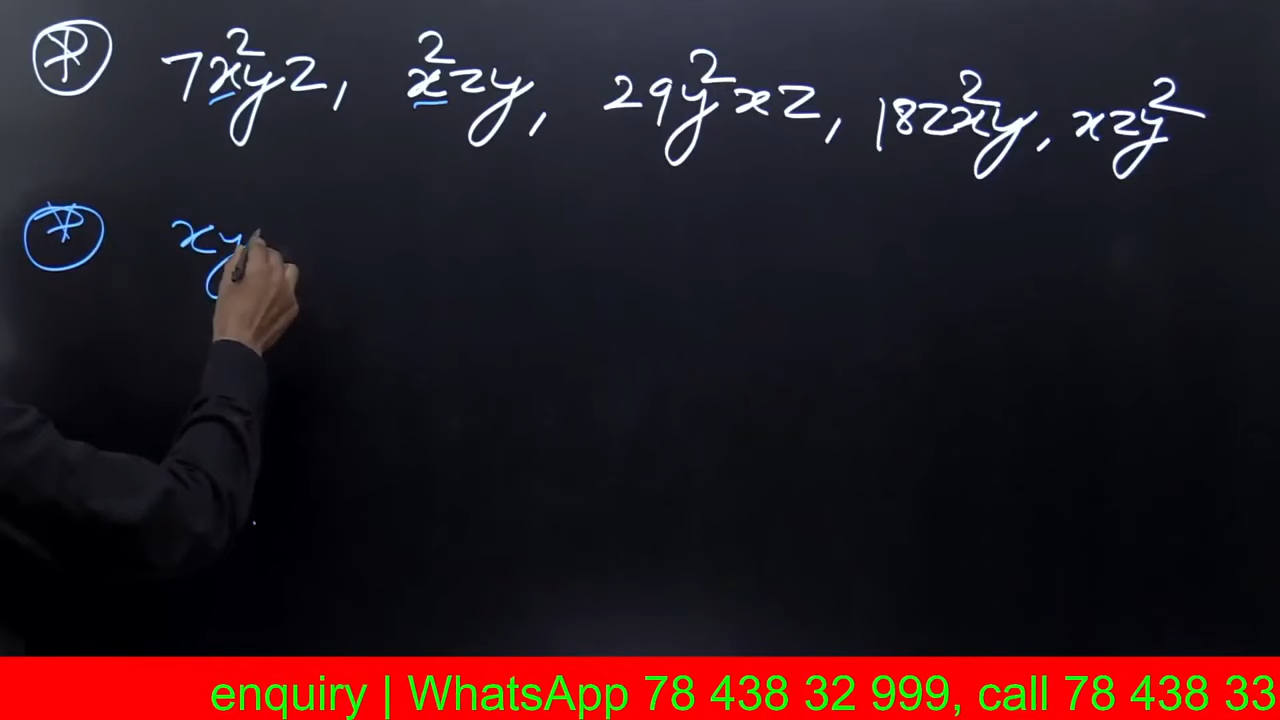 7x²yz, x²zy, 29y²xz, 18zx²y, xzy²
xy
enquiry | WhatsApp 78 438 32 999, call 78 438 33